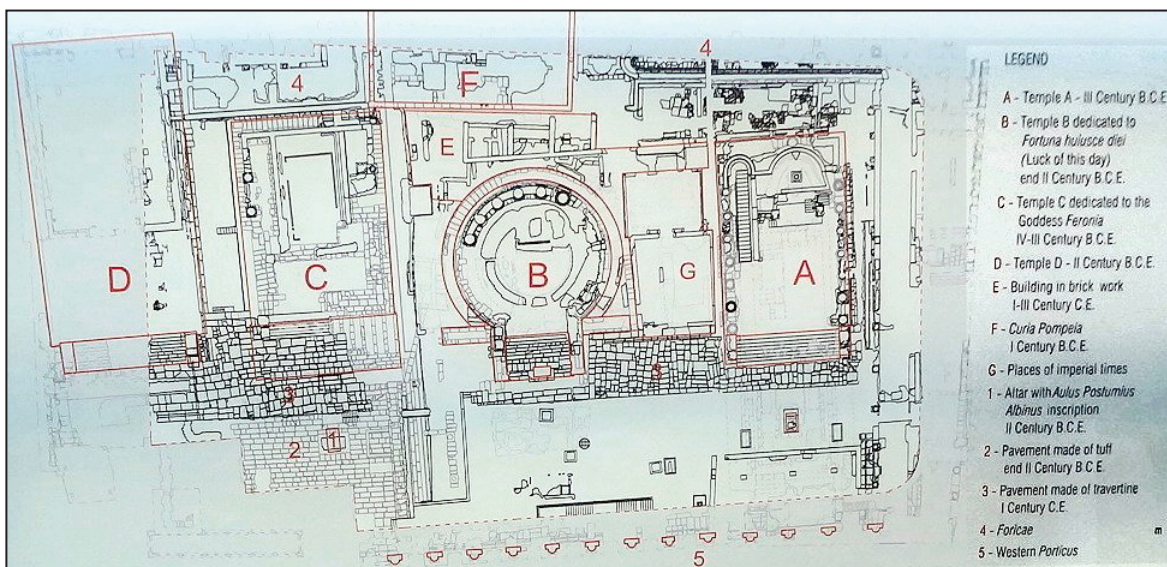 4
4
F
E
D
C
B
G
A
3
3
2
1
5
LEGEND
A - Temple A - III Century B.C.E
B - Temple B dedicated to
Fortuna huiusce diei
(Luck of this day)
end II Century B.C.E.
C - Temple C dedicated to the
Goddess Feronia
IV-III Century B.C.E.
D - Temple D - II Century B.C.E.
E - Building in brick work
I-III Century C.E.
F - Curia Pompeia
I Century B.C.E.
G - Places of imperial times
1 - Altar with Aulus Postumius
Albinus inscription
II Century B.C.E.
2 - Pavement made of tuff
end II Century B.C.E.
3 - Pavement made of travertine
I Century C.E.
4 - Foricae
m
5 - Western Porticus